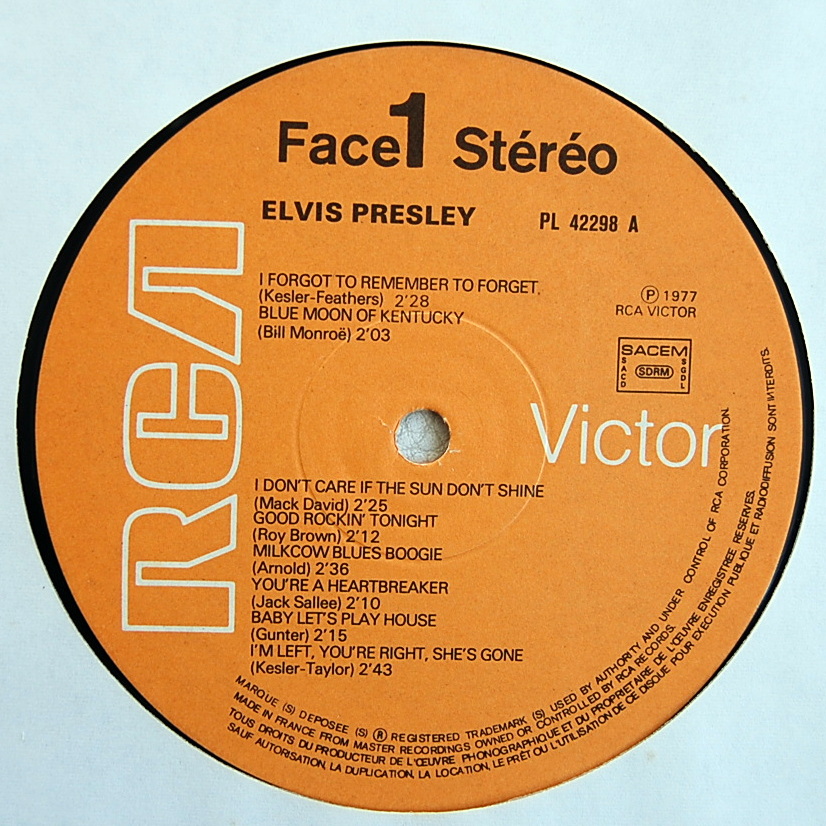 Face 1 Stéréo
ELVIS PRESLEY PL 42298 A
I FORGOT TO REMEMBER TO FORGET.
(Kesler-Feathers) 2'28
BLUE MOON OF KENTUCKY
(Bill Monroë) 2'03
Ⓟ 1977
RCA VICTOR
SACEM
SACD
SDRM
SGDL
RCA
Victor
I DON'T CARE IF THE SUN DON'T SHINE
(Mack David) 2'25
GOOD ROCKIN' TONIGHT
(Roy Brown) 2'12
MILKCOW BLUES BOOGIE
(Arnold) 2'36
YOU'RE A HEARTBREAKER
(Jack Sallee) 2'10
BABY LET'S PLAY HOUSE
(Gunter) 2'15
I'M LEFT, YOU'RE RIGHT, SHE'S GONE
(Kesler-Taylor) 2'43
MARQUE (S) DEPOSEE (S) ® REGISTERED TRADEMARK (S) USED BY AUTHORITY AND UNDER CONTROL OF RCA CORPORATION.
MADE IN FRANCE FROM MASTER RECORDINGS OWNED OR CONTROLLED BY RCA RECORDS.
TOUS DROITS DU PRODUCTEUR DE L'ŒUVRE PHONOGRAPHIQUE ET DU PROPRIETAIRE DE L'ŒUVRE ENREGISTREE RESERVES.
SAUF AUTORISATION, LA DUPLICATION, LA LOCATION, LE PRÊT OU L'UTILISATION DE CE DISQUE POUR EXECUTION PUBLIQUE ET RADIODIFFUSION SONT INTERDITS.